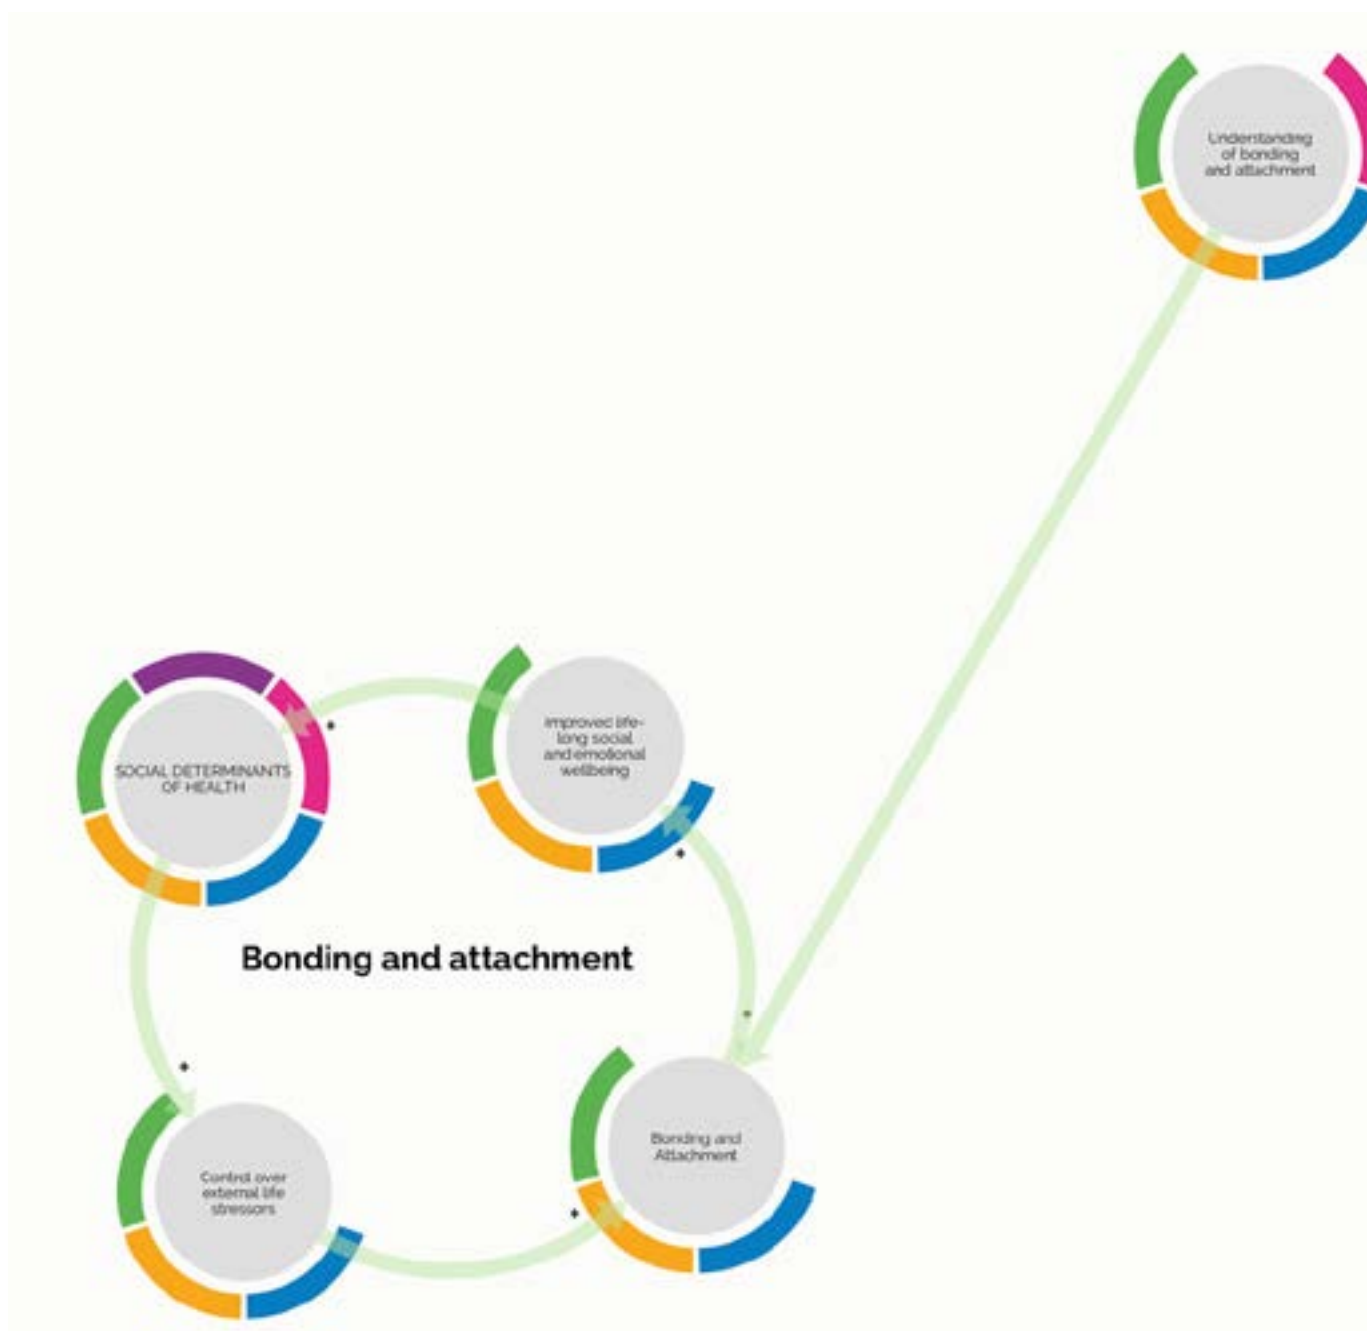 Understanding
of bonding
and attachment
Improved life-
long social
and emotional
wellbeing
SOCIAL DETERMINANTS
OF HEALTH
+
+
Bonding and attachment
+
+
Bonding and
Attachment
Control over
external life
stressors
+